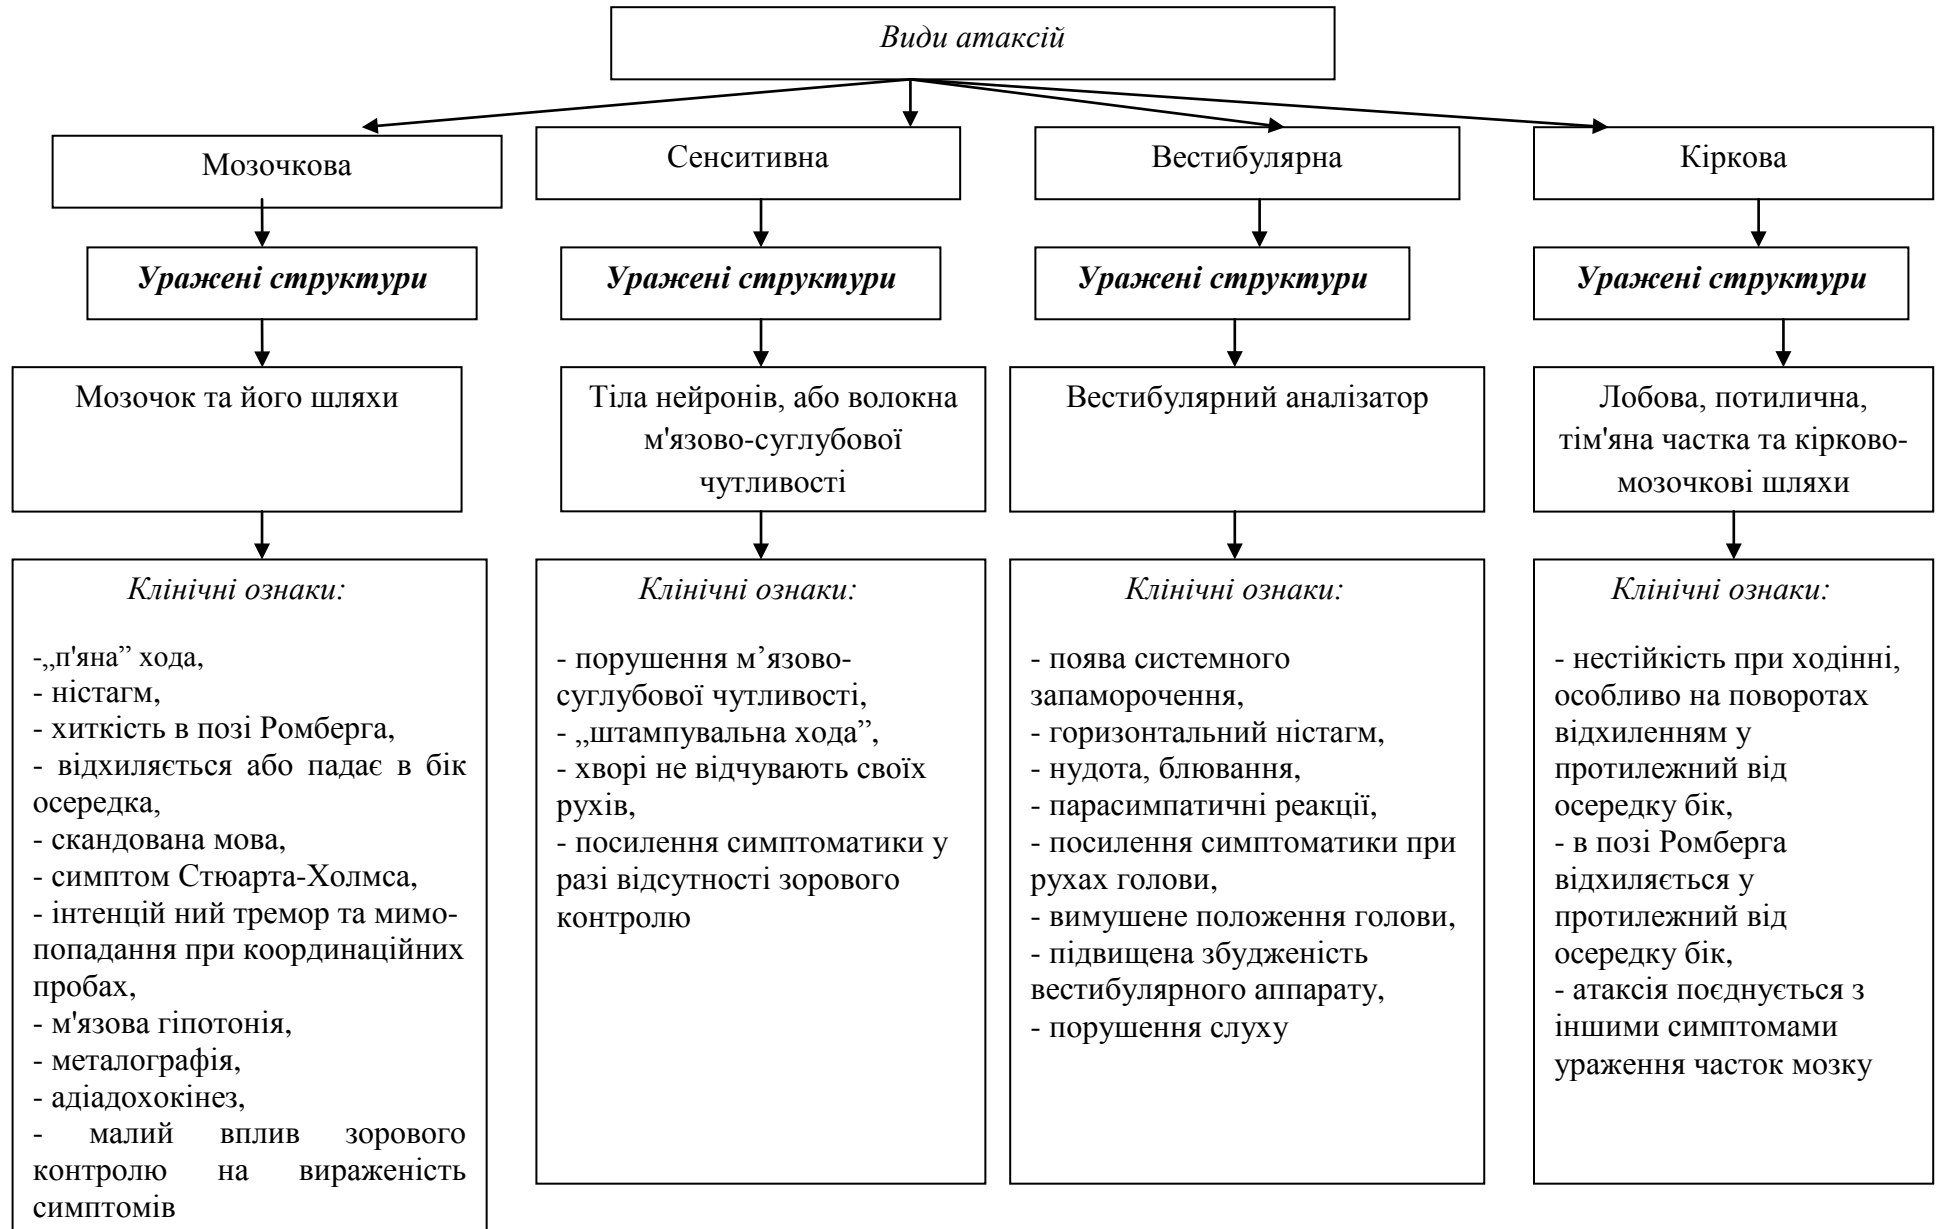 Види атаксій
Мозочкова
Сенситивна
Вестибулярна
Кіркова
Уражені структури
Уражені структури
Уражені структури
Уражені структури
Мозочок та його шляхи
Тіла нейронів, або волокна
м'язово-суглубової
чутливості
Вестибулярний аналізатор
Лобова, потилична,
тім'яна частка та кірково-
мозочкові шляхи
Клінічні ознаки:
-„п'яна” хода,
- ністагм,
- хиткість в позі Ромберга,
- відхиляється або падає в бік
осередка,
- скандована мова,
- симптом Стюарта-Холмса,
- інтенцій ний тремор та мимо-
попадання при координаційних
пробах,
- м'язова гіпотонія,
- металографія,
- адіадохокінез,
- малий вплив зорового
контролю на вираженість
симптомів
Клінічні ознаки:
- порушення м’язово-
суглубової чутливості,
- „штампувальна хода”,
- хворі не відчувають своїх
рухів,
- посилення симптоматики у
разі відсутності зорового
контролю
Клінічні ознаки:
- поява системного
запаморочення,
- горизонтальний ністагм,
- нудота, блювання,
- парасимпатичні реакції,
- посилення симптоматики при
рухах голови,
- вимушене положення голови,
- підвищена збудженість
вестибулярного аппарату,
- порушення слуху
Клінічні ознаки:
- нестійкість при ходінні,
особливо на поворотах
відхиленням у
протилежний від
осередку бік,
- в позі Ромберга
відхиляється у
протилежний від
осередку бік,
- атаксія поєднується з
іншими симптомами
ураження часток мозку